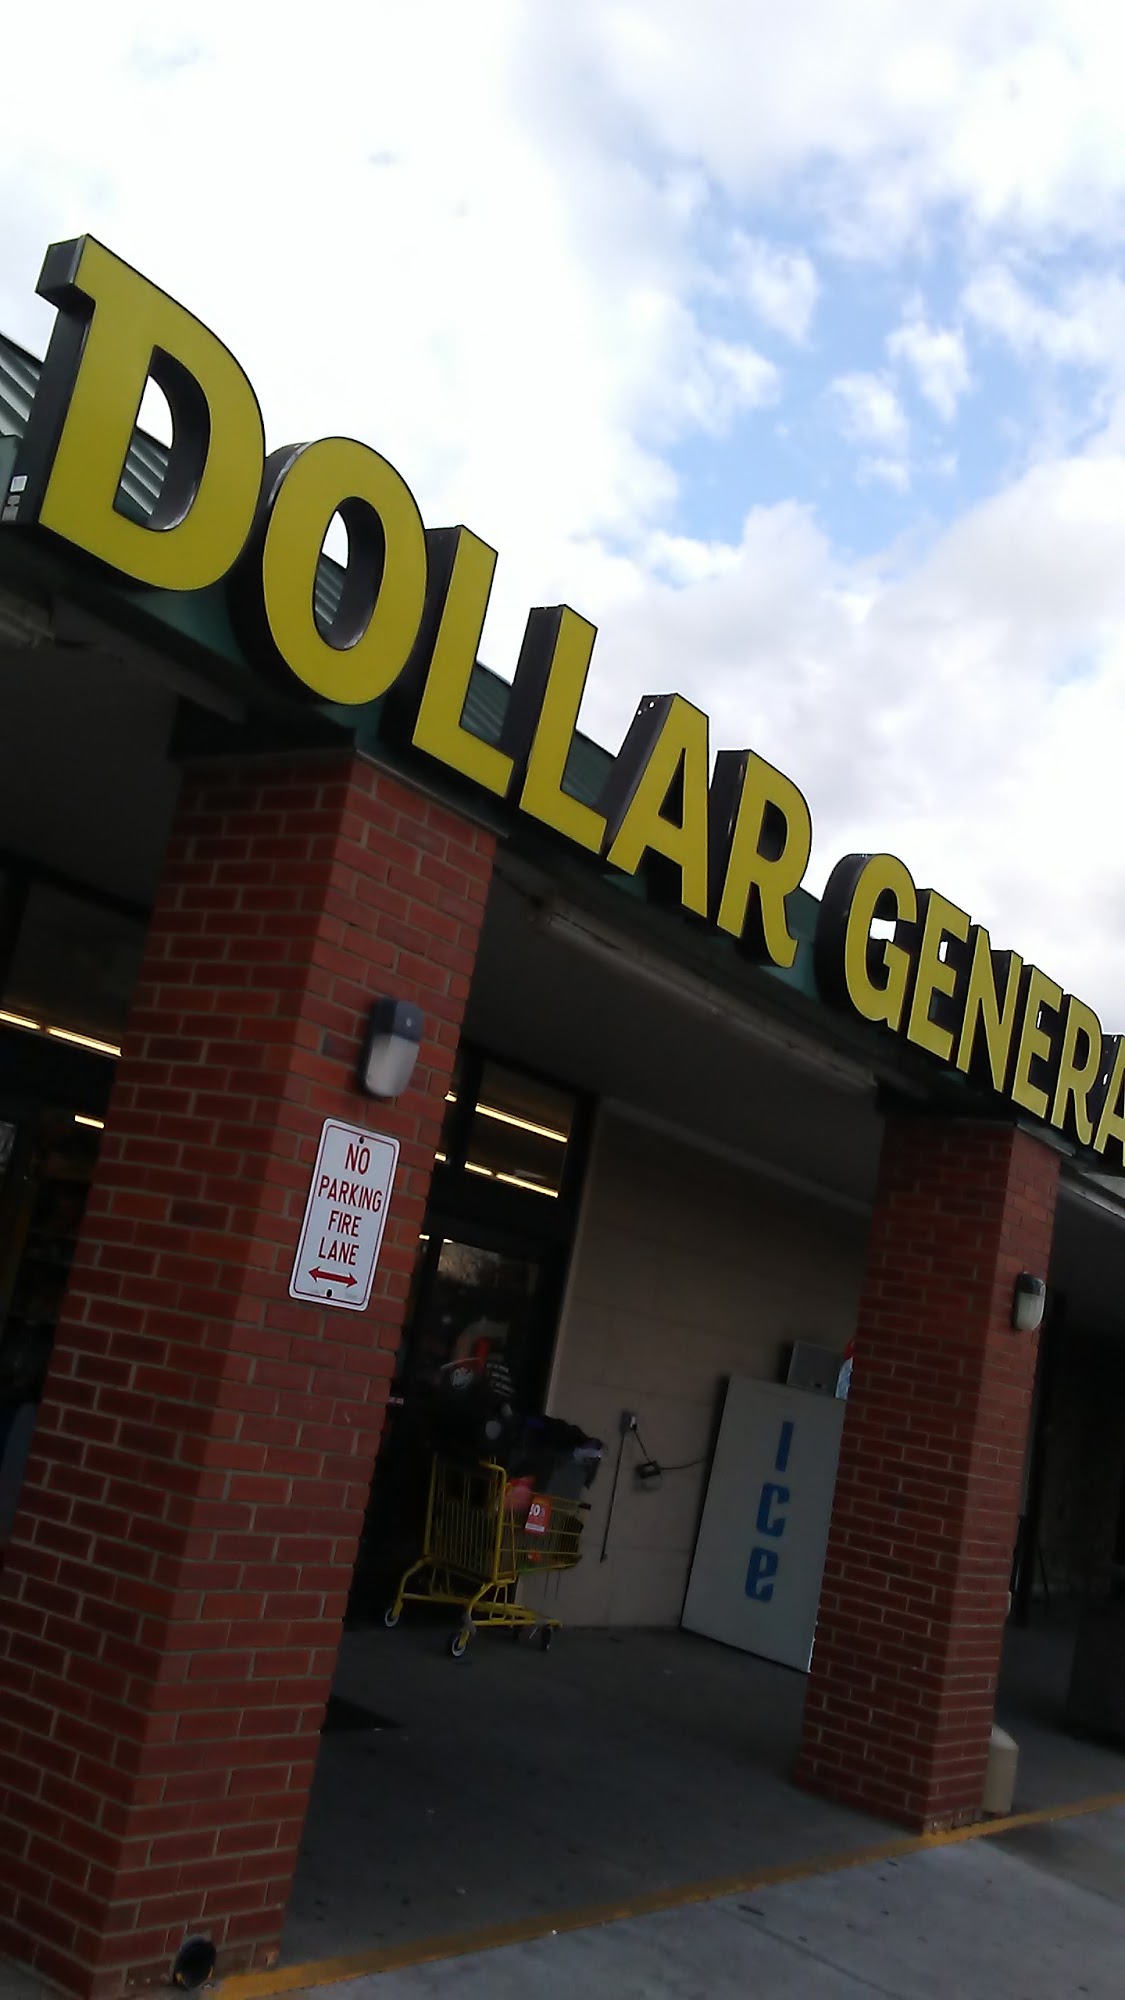 DOLLAR GENERA
NO
PARKING
FIRE
LANE
ICe